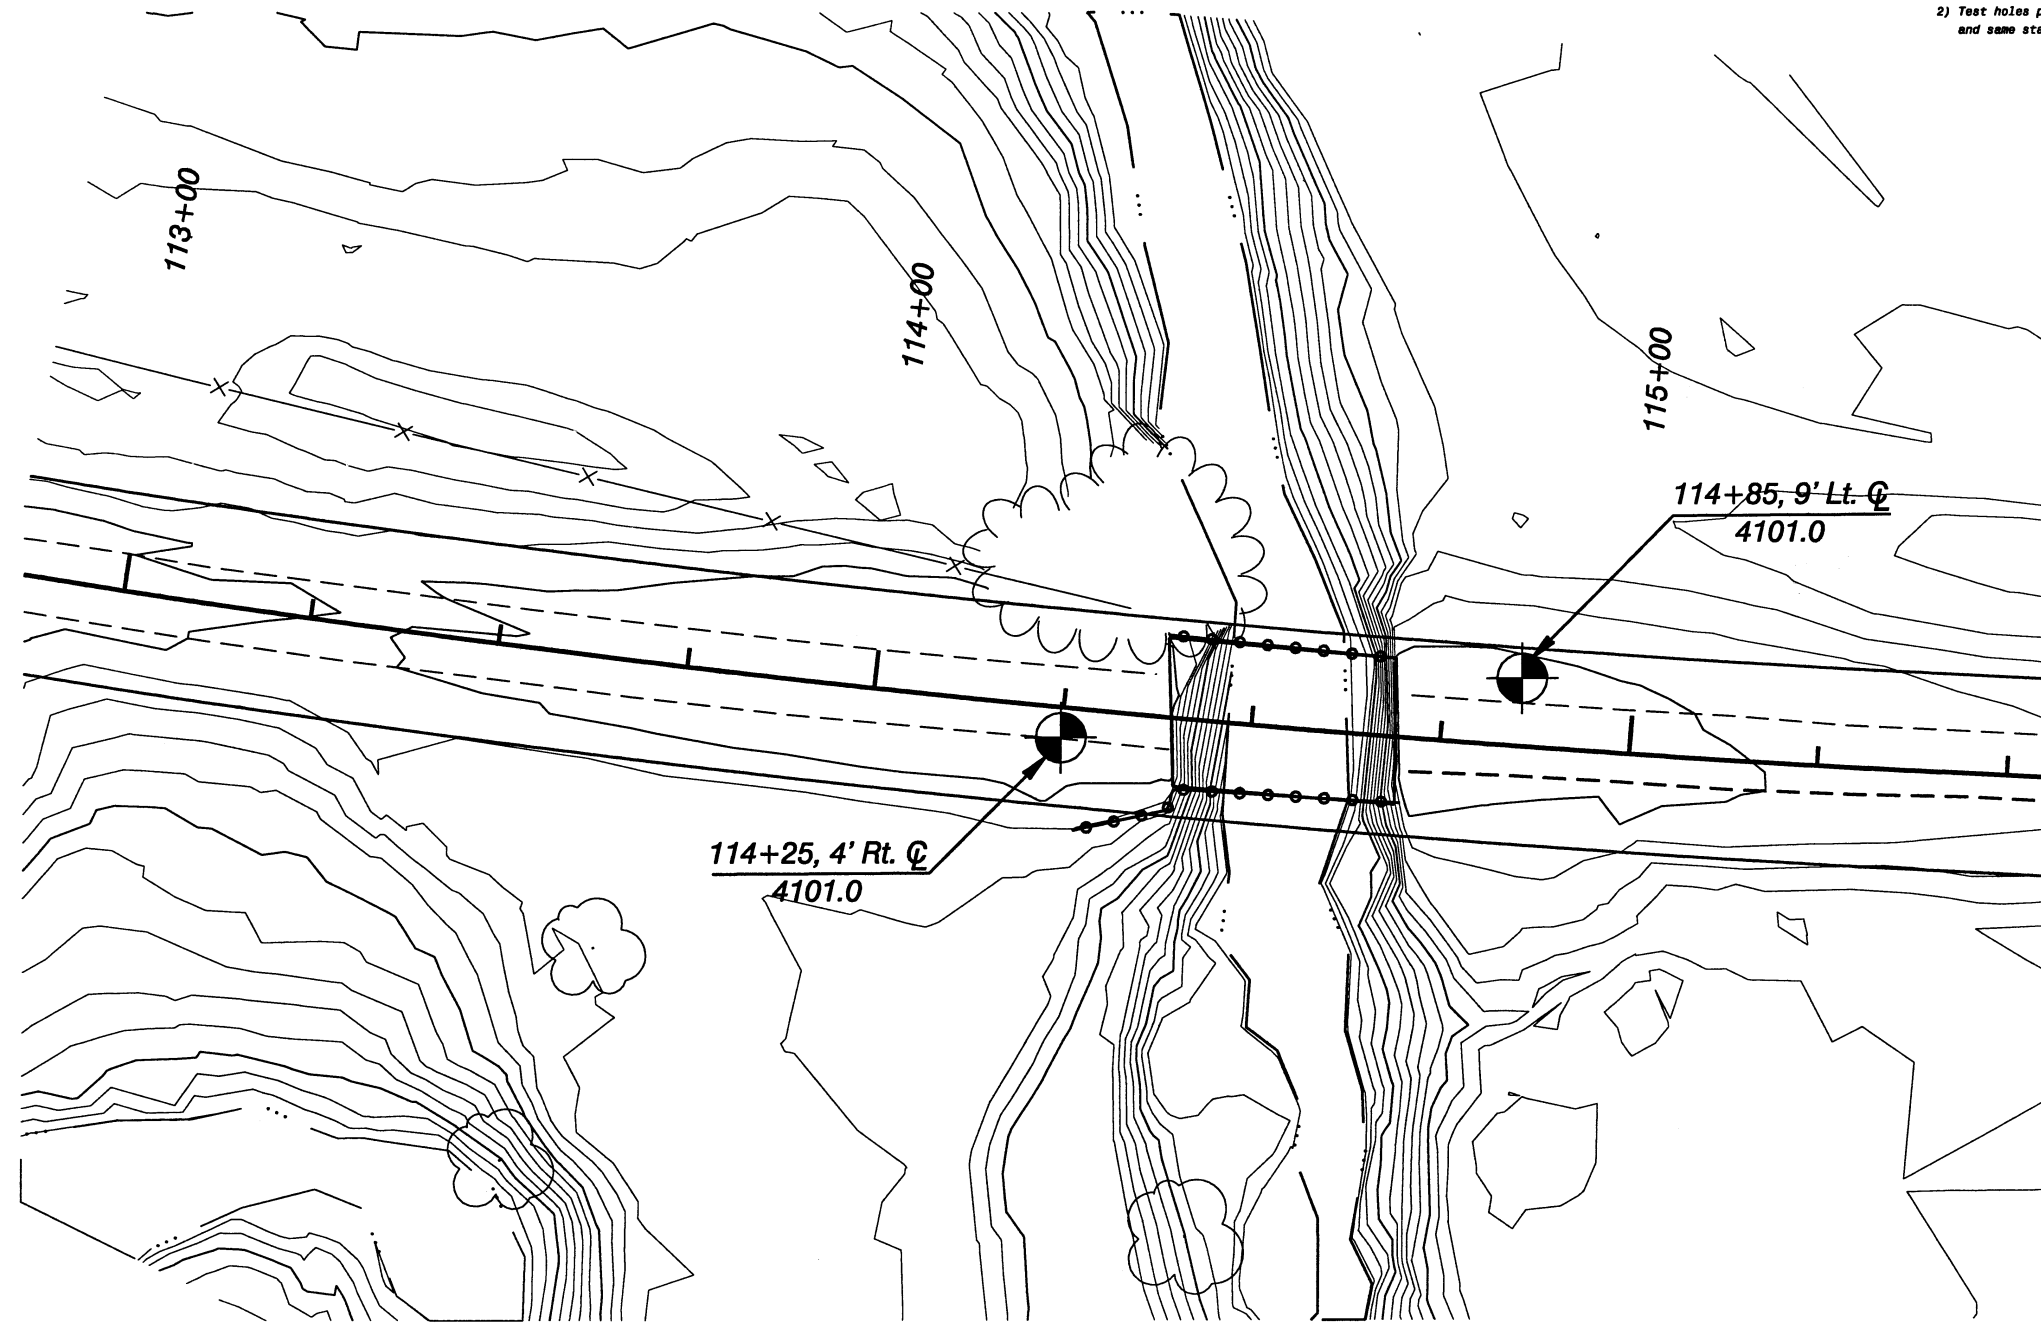 2) Test holes
and same
113+00
114+00
115+00
114+85, 9' Lt. ℄
4101.0
114+25, 4' Rt. ℄
4101.0